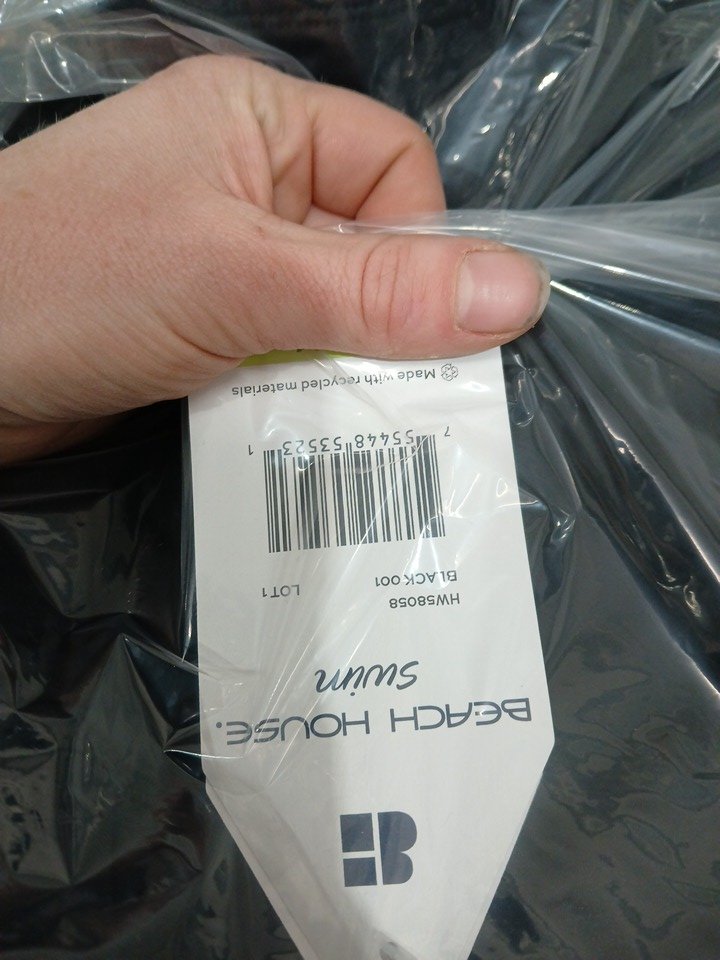 B
BEACH HOUSE.
Swim
HW58058
BLACK 001 LOT 1
7 55448 53523 1
Made with recycled materials